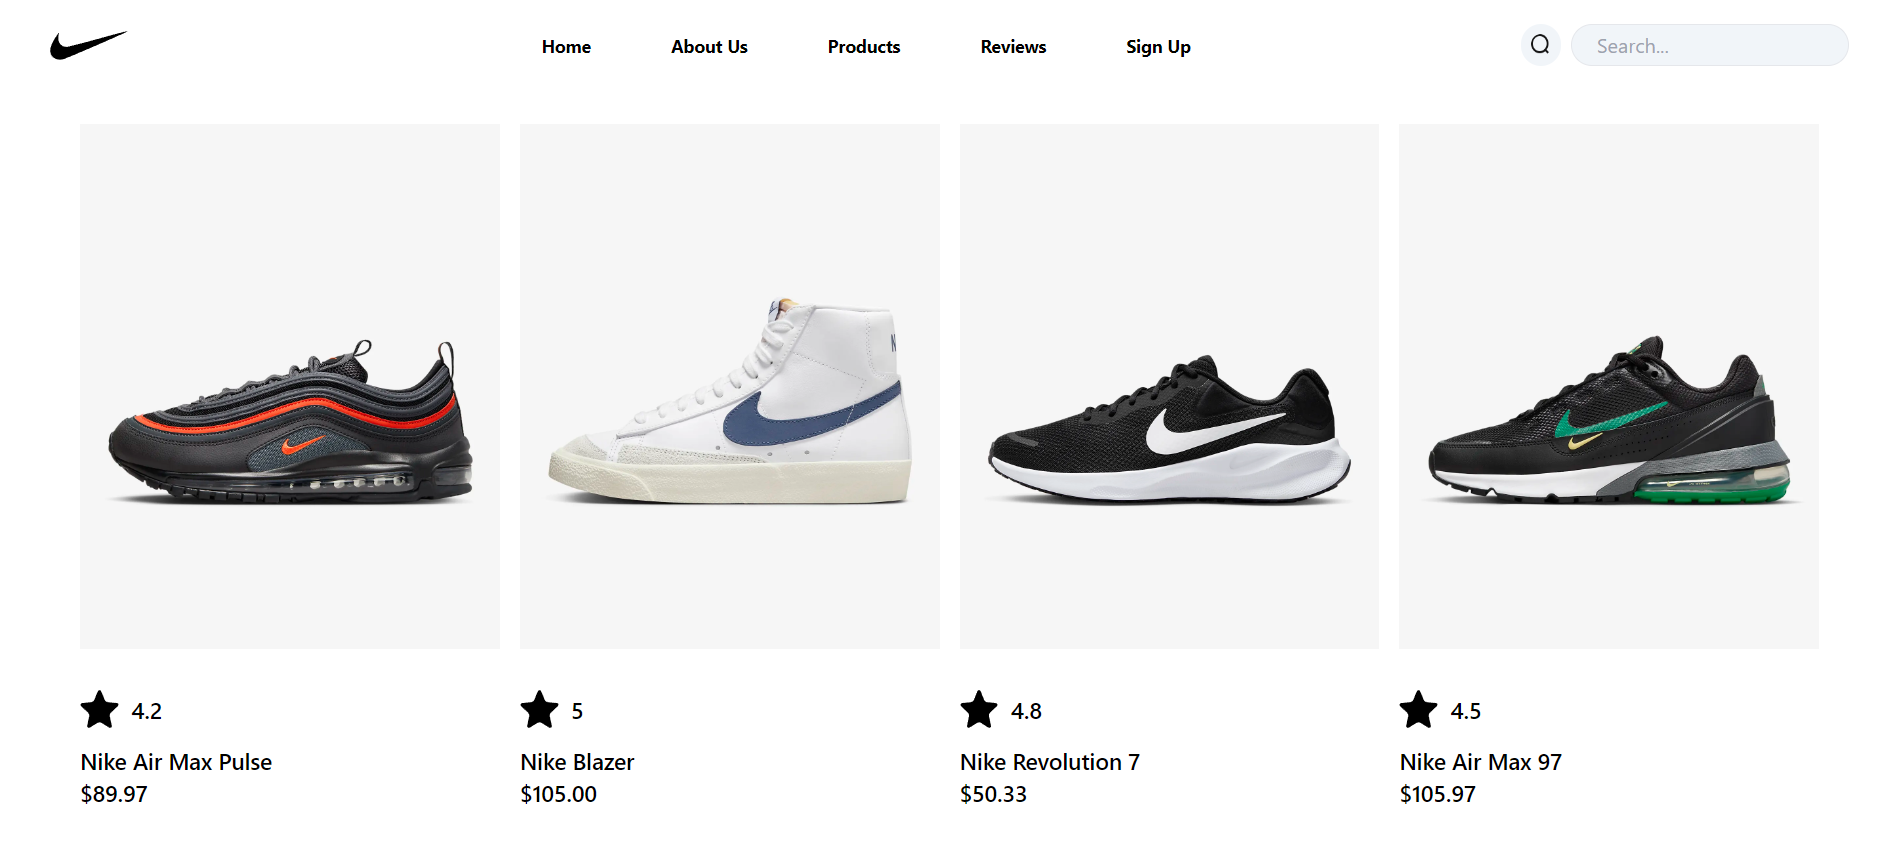 Home About Us Products Reviews Sign Up Search...
4.2 5 4.8 4.5
Nike Air Max Pulse Nike Blazer Nike Revolution 7 Nike Air Max 97
$89.97 $105.00 $50.33 $105.97